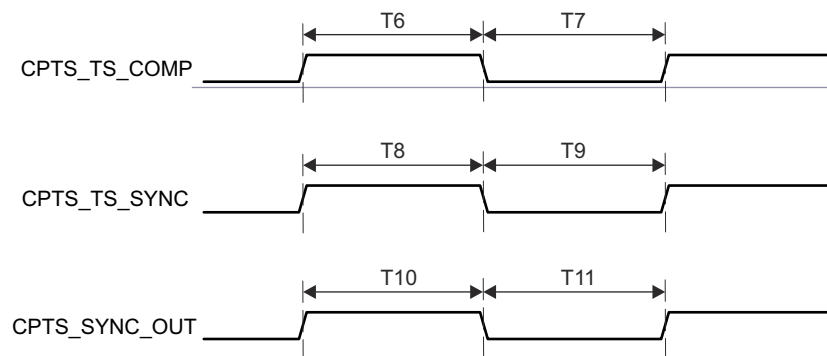 T6 T7
CPTS_TS_COMP
T8 T9
CPTS_TS_SYNC
T10 T11
CPTS_SYNC_OUT